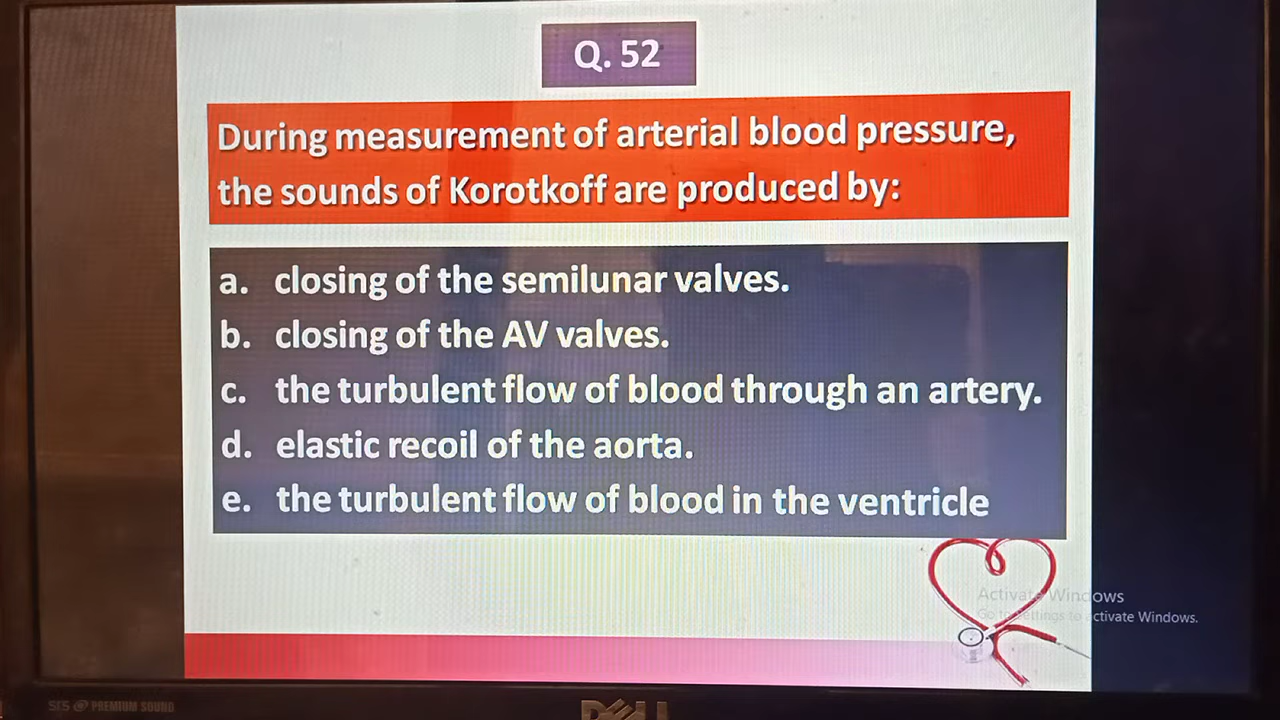 Q. 52
During measurement of arterial blood pressure,
the sounds of Korotkoff are produced by:
a. closing of the semilunar valves.
b. closing of the AV valves.
c. the turbulent flow of blood through an artery.
d. elastic recoil of the aorta.
e. the turbulent flow of blood in the ventricle
Activate Windows
Go to Settings to activate Windows.
SRS PREMIUM SOUND
DELL